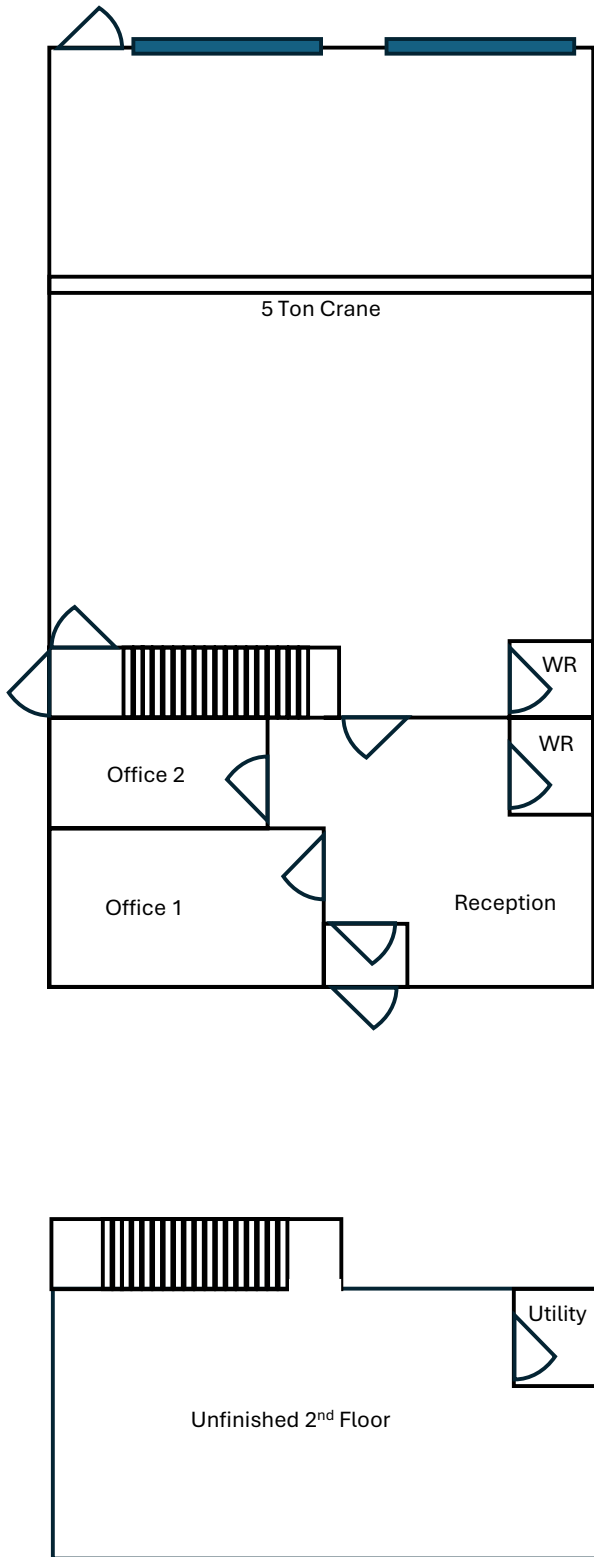 5 Ton Crane
WR
WR
Office 2
Office 1
Reception
Utility
Unfinished 2nd Floor